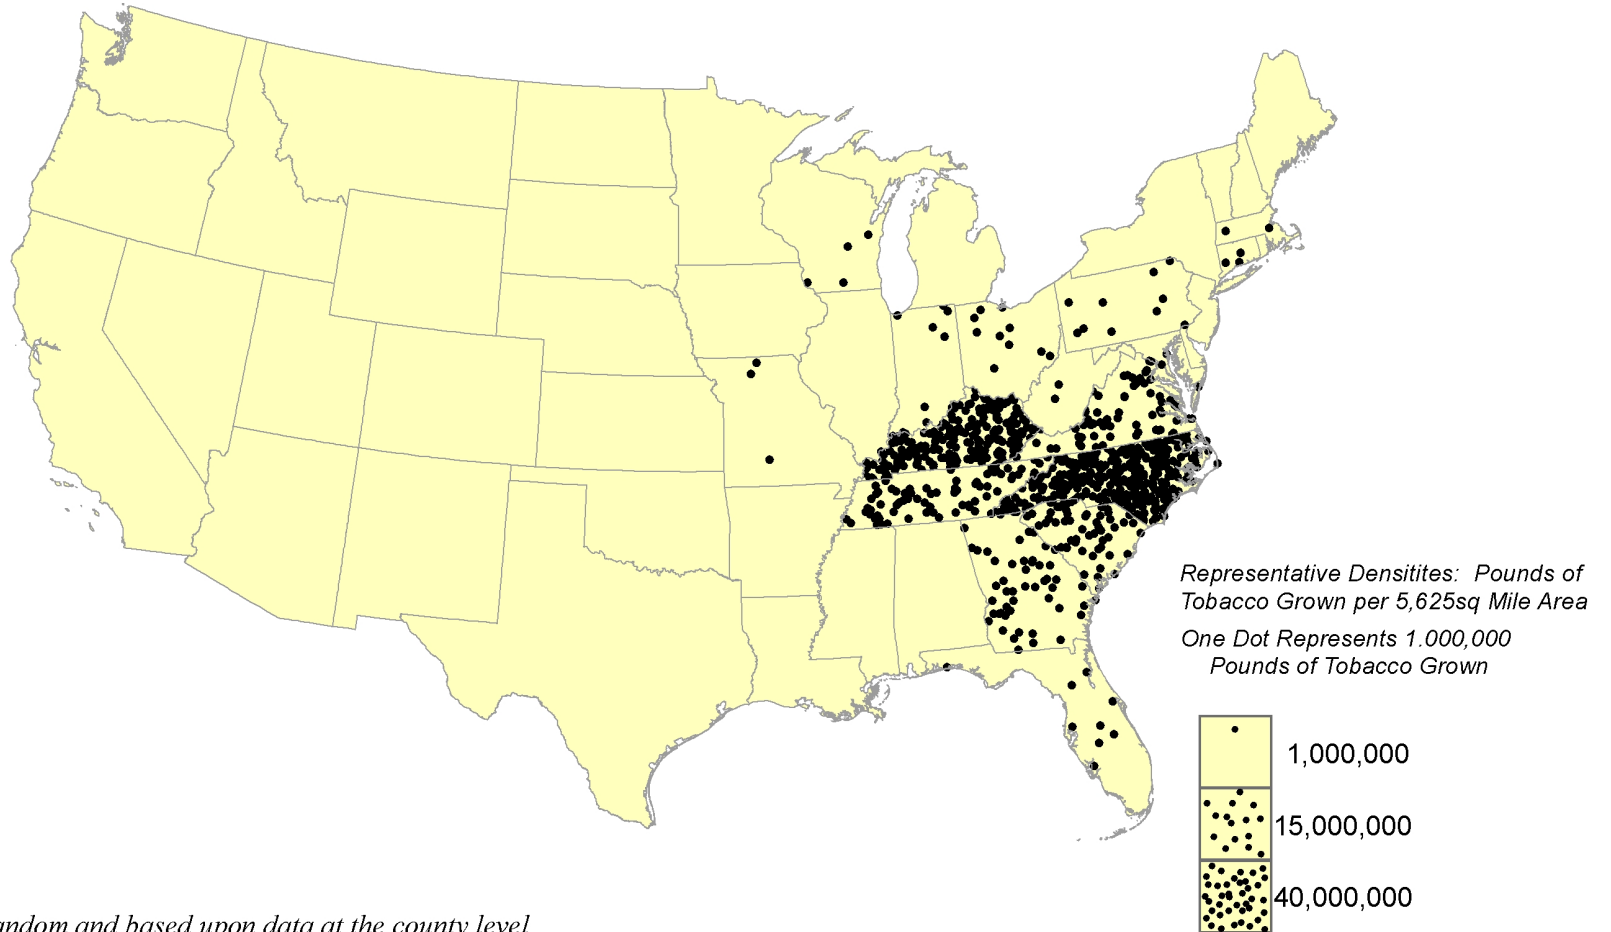 Representative Densitites: Pounds of
Tobacco Grown per 5,625sq Mile Area
One Dot Represents 1.000,000
Pounds of Tobacco Grown
1,000,000
15,000,000
40,000,000
and based upon data at the county level